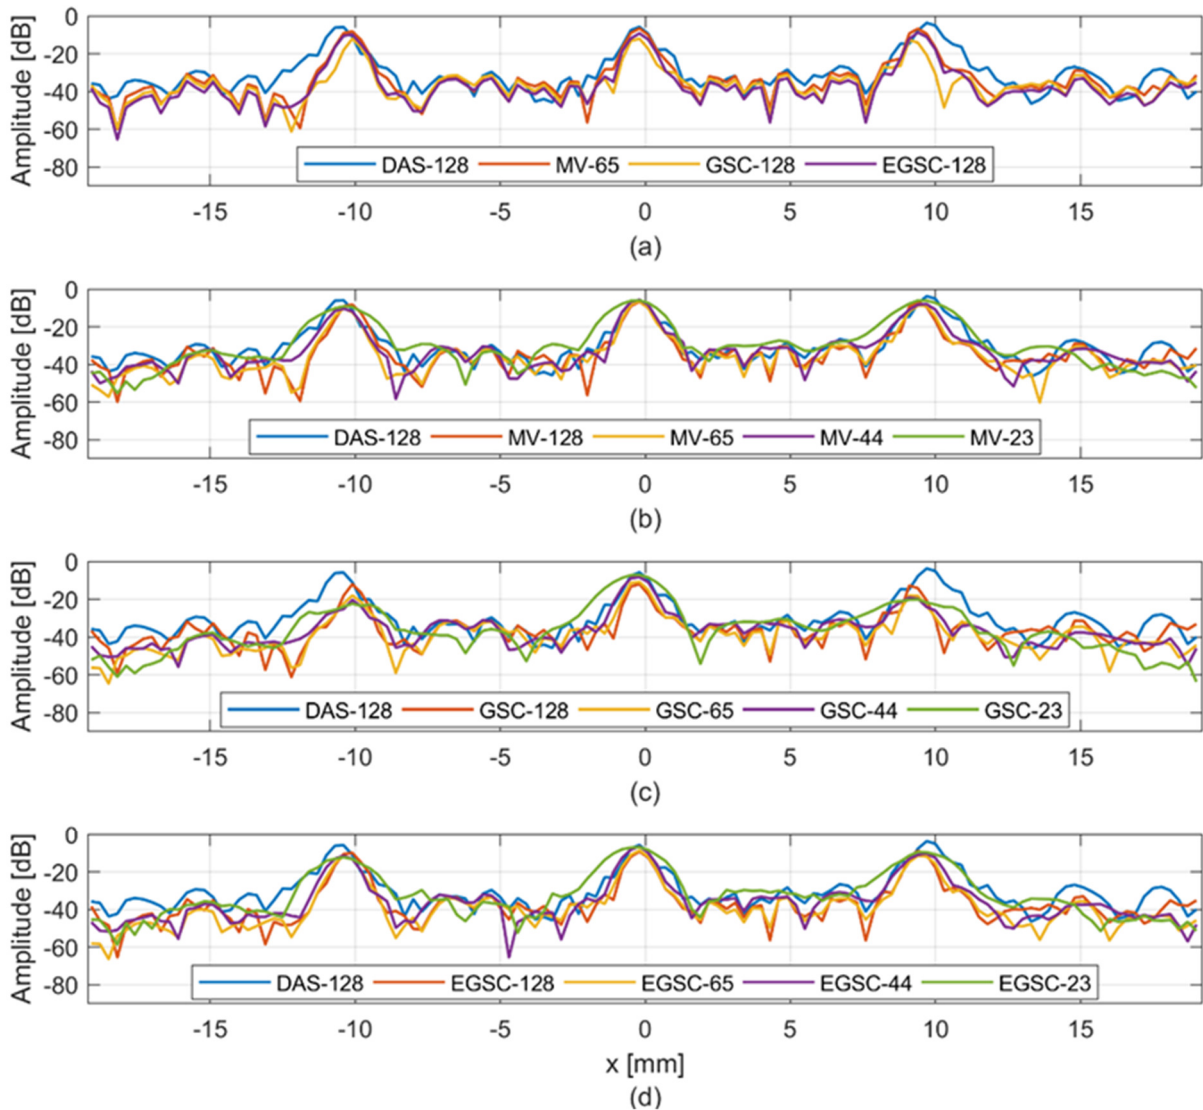 Amplitude [dB]
0
-20
-40
-60
-80
DAS-128 MV-65 GSC-128 EGSC-128
-15 -10 -5 0 5 10 15
(a)
Amplitude [dB]
0
-20
-40
-60
-80
DAS-128 MV-128 MV-65 MV-44 MV-23
-15 -10 -5 0 5 10 15
(b)
Amplitude [dB]
0
-20
-40
-60
-80
DAS-128 GSC-128 GSC-65 GSC-44 GSC-23
-15 -10 -5 0 5 10 15
(c)
Amplitude [dB]
0
-20
-40
-60
-80
DAS-128 EGSC-128 EGSC-65 EGSC-44 EGSC-23
-15 -10 -5 0 5 10 15
x [mm]
(d)